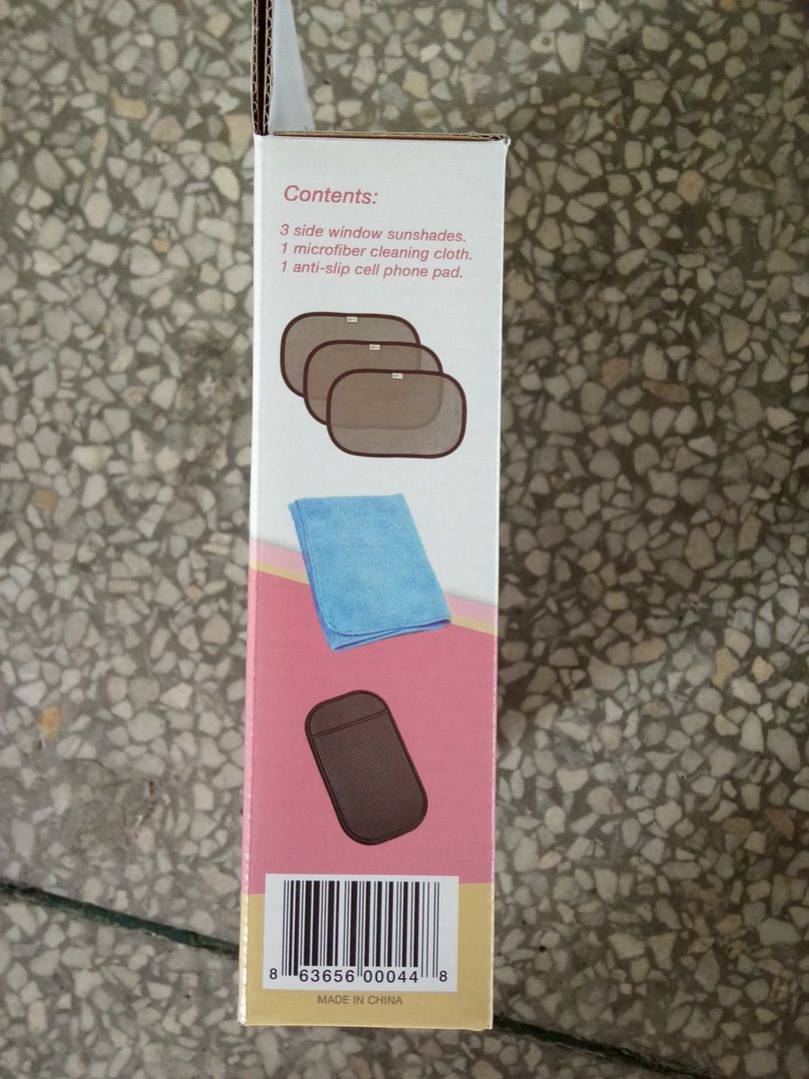 Contents:
3 side window sunshades.
1 microfiber cleaning cloth.
1 anti-slip cell phone pad.
8 63656 00044 8
MADE IN CHINA